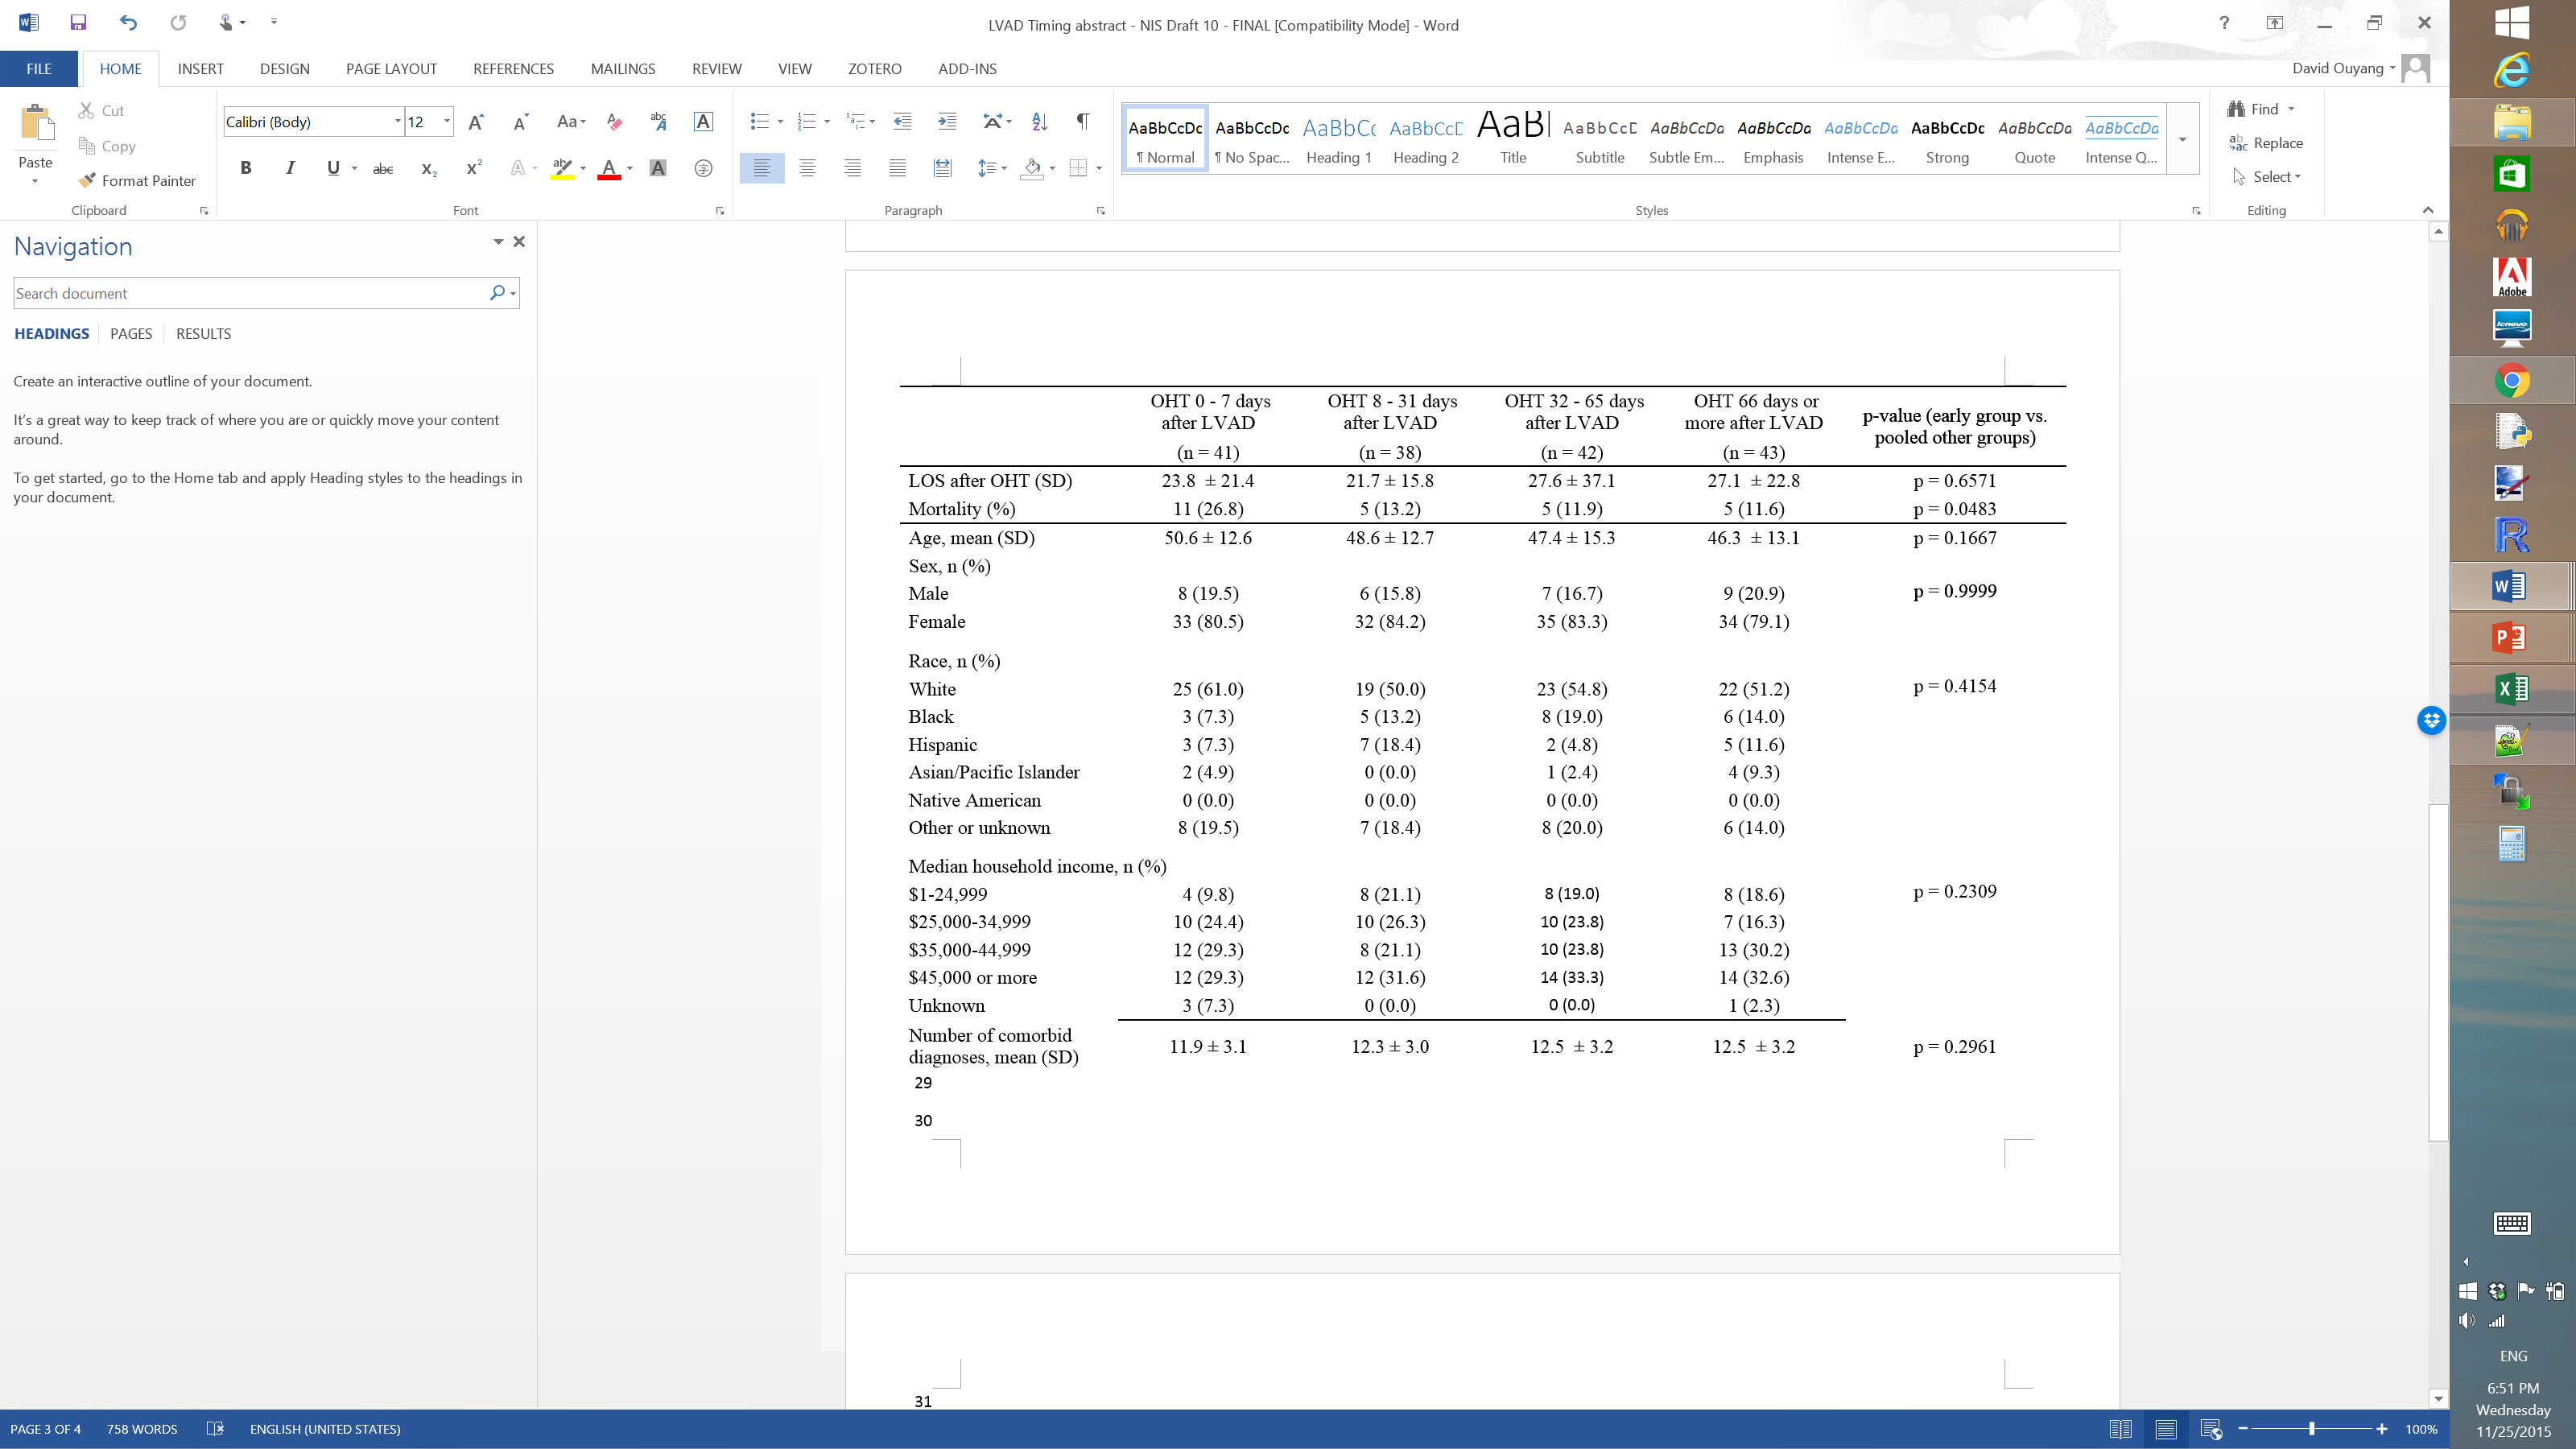 LVAD Timing abstract - NIS Draft 10 - FINAL [Compatibility Mode] - Word
FILE HOME INSERT DESIGN PAGE LAYOUT REFERENCES MAILINGS REVIEW VIEW ZOTERO ADD-INS David Ouyang
Paste Cut Copy Format Painter
Calibri (Body) 12
AaBbCcDc AaBbCcDc AaBbCc AaBbCcD AaBl AaBbCcD AaBbCcDa AaBbCcDa AaBbCcDa AaBbCcDc AaBbCcDa AaBbCcDa
¶ Normal ¶ No Spac... Heading 1 Heading 2 Title Subtitle Subtle Em... Emphasis Intense E... Strong Quote Intense Q...
Find Replace Select
Clipboard Font Paragraph Styles Editing
Navigation
Search document
HEADINGS PAGES RESULTS
Create an interactive outline of your document.
It's a great way to keep track of where you are or quickly move your content
around.
To get started, go to the Home tab and apply Heading styles to the headings in
your document.
OHT 0 - 7 days after LVAD (n = 41) OHT 8 - 31 days after LVAD (n = 38) OHT 32 - 65 days after LVAD (n = 42) OHT 66 days or more after LVAD (n = 43) p-value (early group vs. pooled other groups)
LOS after OHT (SD) 23.8 ± 21.4 21.7 ± 15.8 27.6 ± 37.1 27.1 ± 22.8 p = 0.6571
Mortality (%) 11 (26.8) 5 (13.2) 5 (11.9) 5 (11.6) p = 0.0483
Age, mean (SD) 50.6 ± 12.6 48.6 ± 12.7 47.4 ± 15.3 46.3 ± 13.1 p = 0.1667
Sex, n (%)
Male 8 (19.5) 6 (15.8) 7 (16.7) 9 (20.9) p = 0.9999
Female 33 (80.5) 32 (84.2) 35 (83.3) 34 (79.1)
Race, n (%)
White 25 (61.0) 19 (50.0) 23 (54.8) 22 (51.2) p = 0.4154
Black 3 (7.3) 5 (13.2) 8 (19.0) 6 (14.0)
Hispanic 3 (7.3) 7 (18.4) 2 (4.8) 5 (11.6)
Asian/Pacific Islander 2 (4.9) 0 (0.0) 1 (2.4) 4 (9.3)
Native American 0 (0.0) 0 (0.0) 0 (0.0) 0 (0.0)
Other or unknown 8 (19.5) 7 (18.4) 8 (20.0) 6 (14.0)
Median household income, n (%)
$1-24,999 4 (9.8) 8 (21.1) 8 (19.0) 8 (18.6) p = 0.2309
$25,000-34,999 10 (24.4) 10 (26.3) 10 (23.8) 7 (16.3)
$35,000-44,999 12 (29.3) 8 (21.1) 10 (23.8) 13 (30.2)
$45,000 or more 12 (29.3) 12 (31.6) 14 (33.3) 14 (32.6)
Unknown 3 (7.3) 0 (0.0) 0 (0.0) 1 (2.3)
Number of comorbid diagnoses, mean (SD) 11.9 ± 3.1 12.3 ± 3.0 12.5 ± 3.2 12.5 ± 3.2 p = 0.2961
29
30
31
PAGE 3 OF 4 758 WORDS ENGLISH (UNITED STATES) 100%
Adobe
lenovo
ENG
6:51 PM
Wednesday
11/25/2015